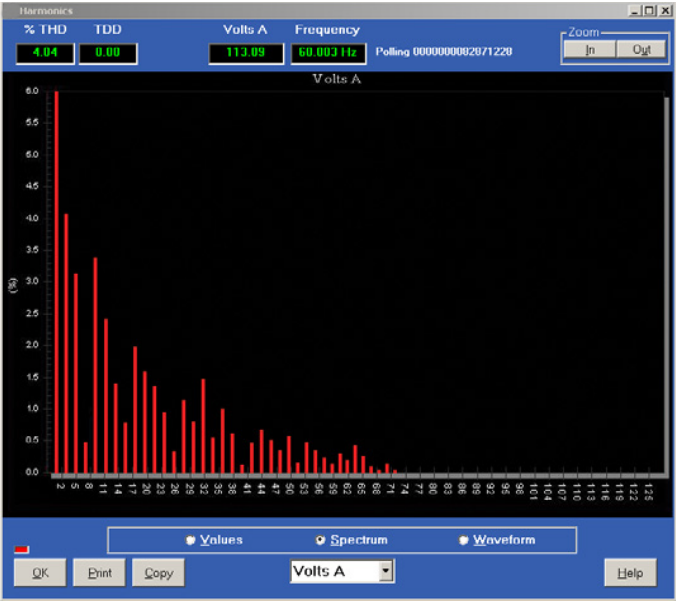 Harmonics
% THD TDD Volts A Frequency
4.04 0.00 113.09 60.003 Hz Polling 0000000082871228
Zoom
In Out
Volts A
6.0
5.5
5.0
4.5
4.0
3.5
3.0
(%)
2.5
2.0
1.5
1.0
0.5
0.0
2 5 8 11 14 17 20 23 26 29 32 35 38 41 44 47 50 53 56 59 62 65 68 71 74 77 80 83 86 89 92 95 98 101 104 107 110 113 116 119 122 125
Values Spectrum Waveform
OK Print Copy Volts A Help